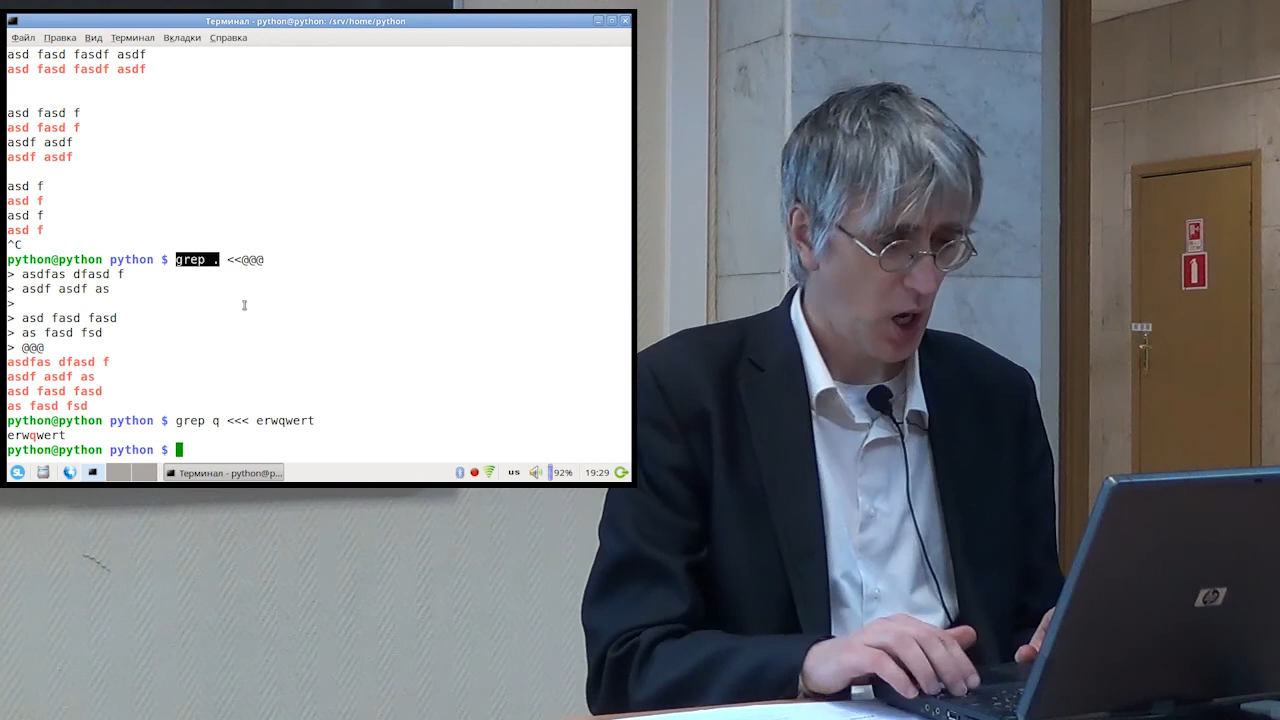 Терминал - python@python: /srv/home/python
Файл Правка Вид Терминал Вкладки Справка
asd fasd fasdf asdf
asd fasd fasdf asdf
asd fasd f
asd fasd f
asdf asdf
asdf asdf
asd f
asd f
asd f
asd f
^C
python@python python $ grep . <<@@@
> asdfas dfasd f
> asdf asdf as
>
> asd fasd fasd
> as fasd fsd
> @@@
asdfas dfasd f
asdf asdf as
asd fasd fasd
as fasd fsd
python@python python $ grep q <<< erwqwert
erwqwert
python@python python $
Терминал - python@p...
us 92% 19:29
hp